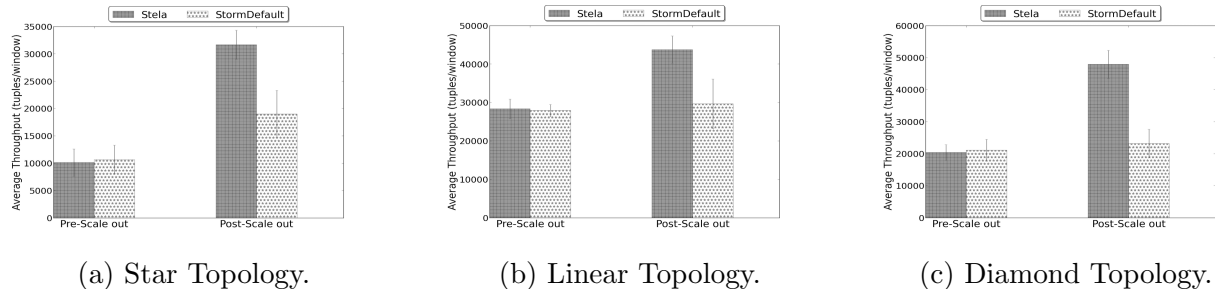 Stela StormDefault
Average Throughput (tuples/window)
35000
30000
25000
20000
15000
10000
5000
0
Pre-Scale out Post-Scale out
(a) Star Topology.
Stela StormDefault
Average Throughput (tuples/window)
50000
40000
30000
20000
10000
0
Pre-Scale out Post-Scale out
(b) Linear Topology.
Stela StormDefault
Average Throughput (tuples/window)
60000
50000
40000
30000
20000
10000
0
Pre-Scale out Post-Scale out
(c) Diamond Topology.